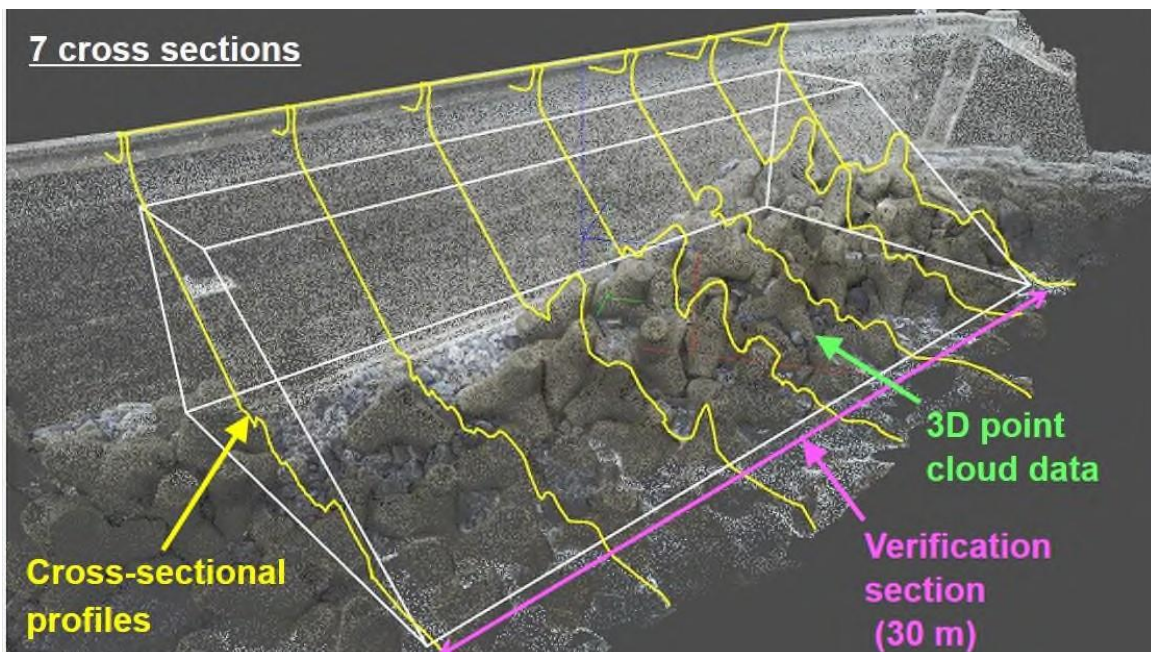 7 cross sections
3D point
cloud data
Verification
section
(30 m)
Cross-sectional
profiles